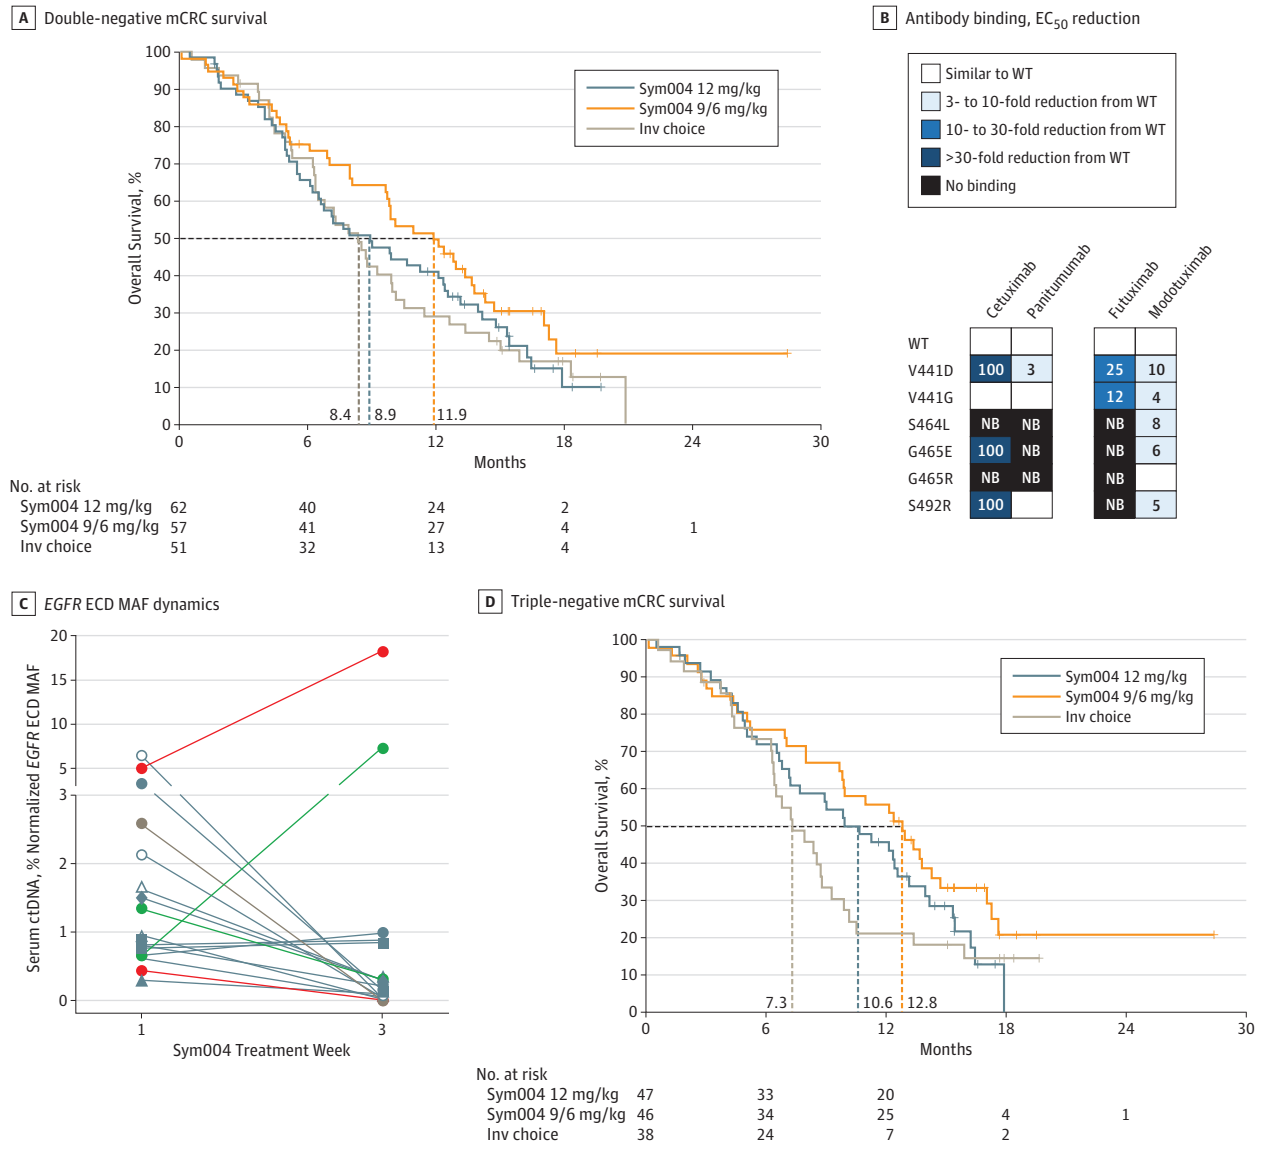 A Double-negative mCRC survival
100
90
80
70
60
50
40
30
20
10
0
Overall Survival, %
Sym004 12 mg/kg
Sym004 9/6 mg/kg
Inv choice
8.4 8.9 11.9
0 6 12 18 24 30
Months
No. at risk
Sym004 12 mg/kg 62 40 24 2
Sym004 9/6 mg/kg 57 41 27 4 1
Inv choice 51 32 13 4
B Antibody binding, EC50 reduction
Similar to WT
3- to 10-fold reduction from WT
10- to 30-fold reduction from WT
>30-fold reduction from WT
No binding
Cetuximab Panitumumab Futuximab Modotuximab
WT
V441D 100 3 25 10
V441G 12 4
S464L NB NB NB 8
G465E 100 NB NB 6
G465R NB NB NB
S492R 100 NB 5
C EGFR ECD MAF dynamics
20
15
10
5
3
2
1
0
Serum ctDNA, % Normalized EGFR ECD MAF
1 3
Sym004 Treatment Week
D Triple-negative mCRC survival
100
90
80
70
60
50
40
30
20
10
0
Overall Survival, %
Sym004 12 mg/kg
Sym004 9/6 mg/kg
Inv choice
7.3 10.6 12.8
0 6 12 18 24 30
Months
No. at risk
Sym004 12 mg/kg 47 33 20
Sym004 9/6 mg/kg 46 34 25 4 1
Inv choice 38 24 7 2